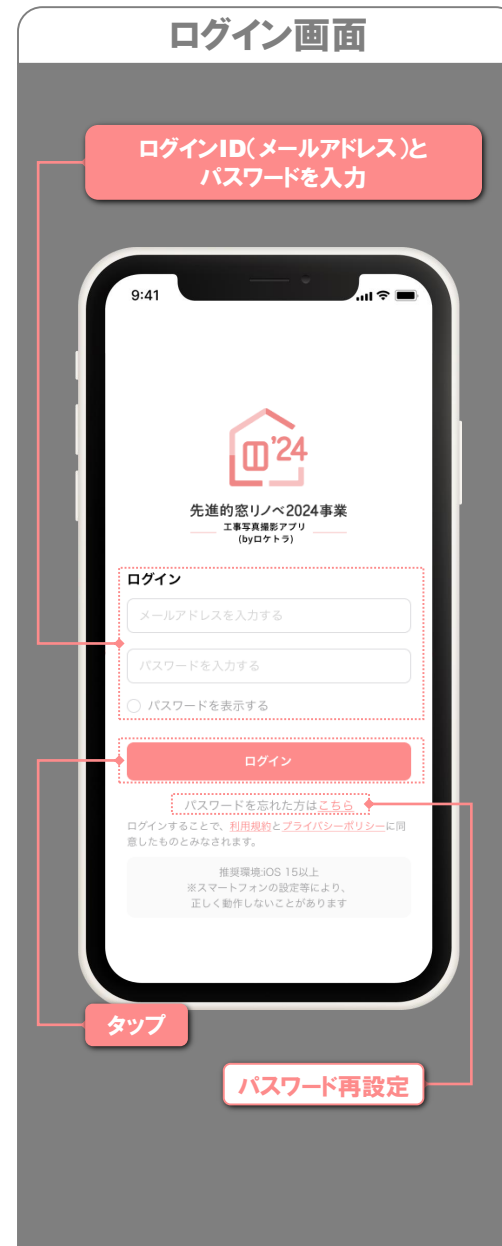 ログイン画面
ログインID(メールアドレス)と
パスワードを入力
9:41
'24
先進的窓リノベ2024事業
工事写真撮影アプリ
(byロケトラ)
ログイン
メールアドレスを入力する
パスワードを入力する
パスワードを表示する
ログイン
パスワードを忘れた方はこちら
ログインすることで、利用規約とプライバシーポリシーに同
意したものとみなされます。
推奨環境:iOS 15以上
※スマートフォンの設定等により、
正しく動作しないことがあります
タップ
パスワード再設定